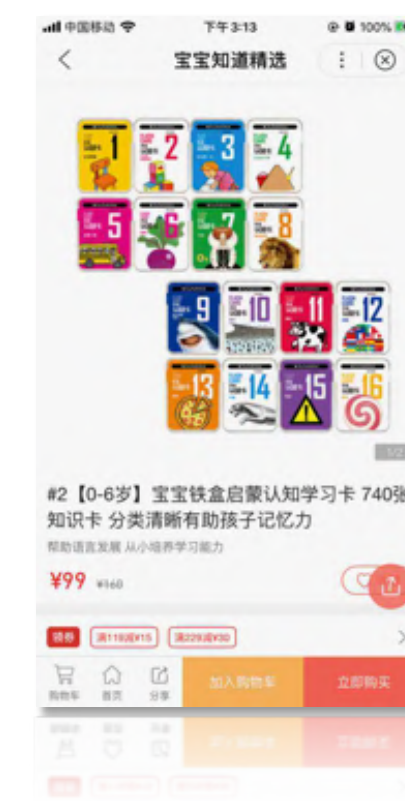 中国移动 下午3:13 100%
宝宝知道精选
1 2 3 4
5 6 7 8
9 10 11 12
13 14 15 16
1/2
#2【0-6岁】宝宝铁盒启蒙认知学习卡 740张
知识卡 分类清晰有助孩子记忆力
帮助语言发展 从小培养学习能力
¥99 ¥160
领券 满119减¥15 满229减¥30
购物车 首页 分享 加入购物车 立即购买